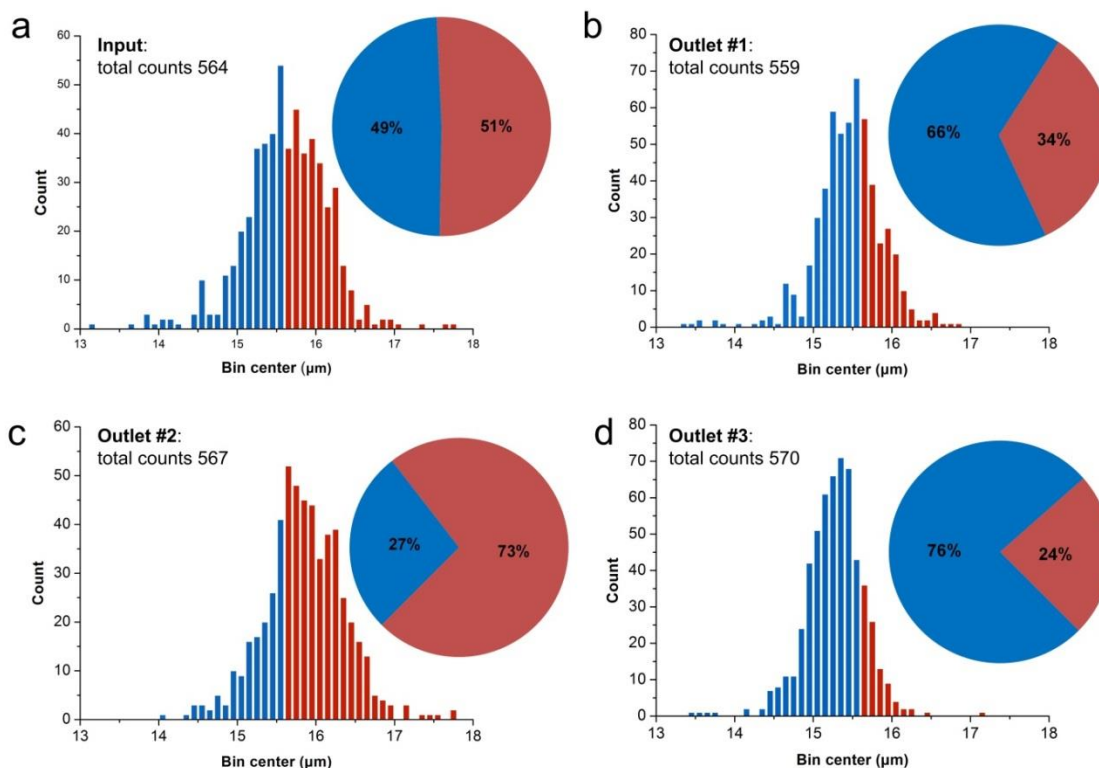 a
Input:
total counts 564
49%
51%
60
50
40
30
20
10
0
Count
13 14 15 16 17 18
Bin center (µm)
b
Outlet #1:
total counts 559
66%
34%
80
70
60
50
40
30
20
10
0
Count
13 14 15 16 17 18
Bin center (µm)
c
Outlet #2:
total counts 567
27%
73%
60
50
40
30
20
10
0
Count
13 14 15 16 17 18
Bin center (µm)
d
Outlet #3:
total counts 570
76%
24%
80
70
60
50
40
30
20
10
0
Count
13 14 15 16 17 18
Bin center (µm)